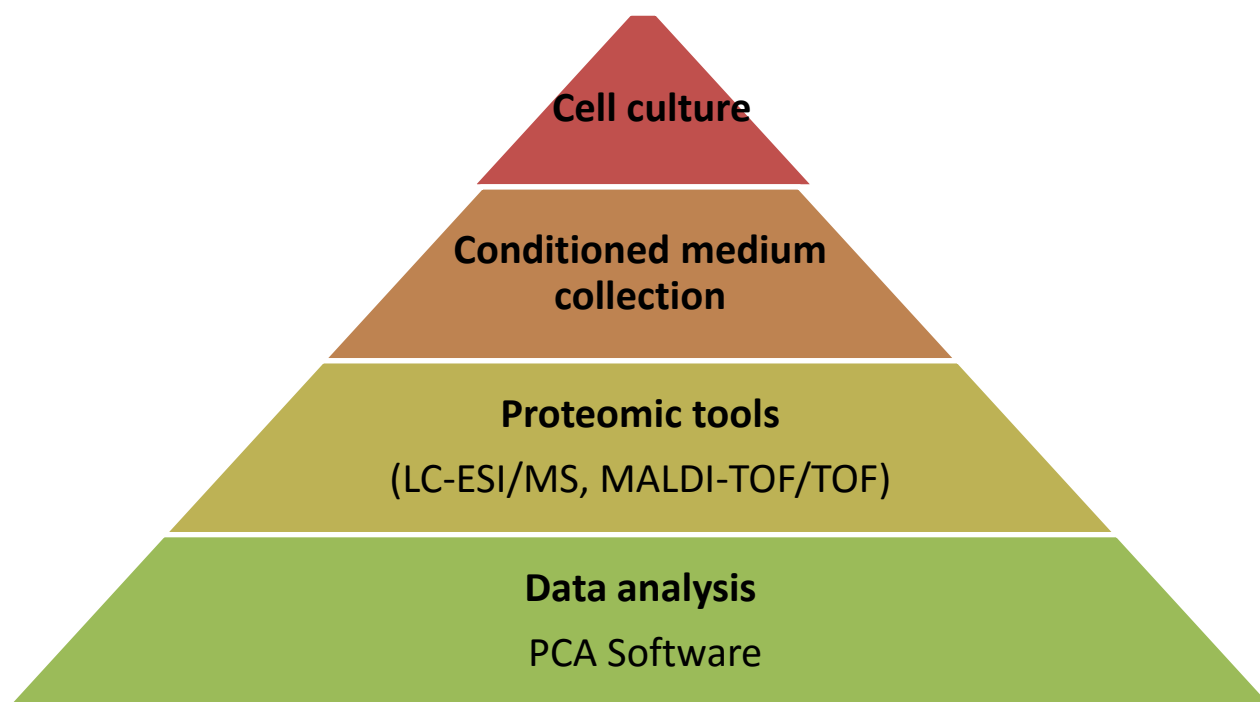 Cell culture
Conditioned medium
collection
Proteomic tools
(LC-ESI/MS, MALDI-TOF/TOF)
Data analysis
PCA Software